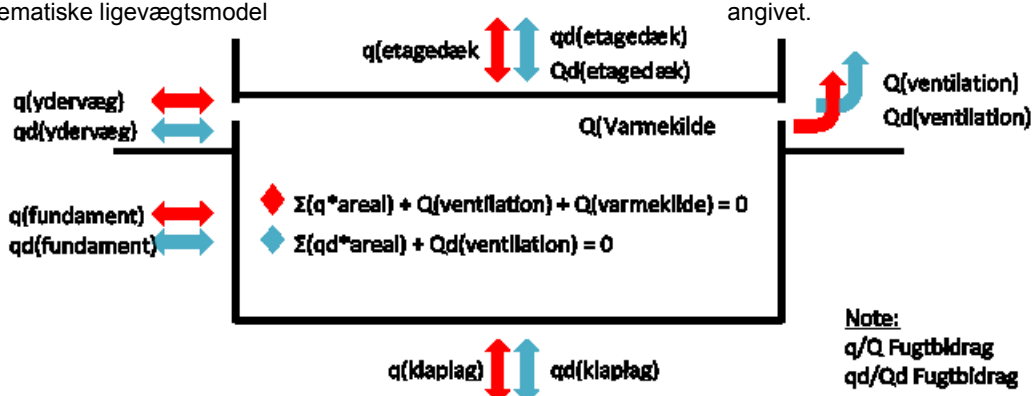 ematiske ligevægtsmodel
angivet.
q(etagedæk
qd(etagedæk)
Qd(etagedæk)
q(ydervæg)
qd(ydervæg)
Q(Varmekilde
Q(ventilation)
Qd(ventilation)
q(fundament)
qd(fundament)
Σ(q*areal) + Q(ventilation) + Q(varmekilde) = 0
Σ(qd*areal) + Qd(ventilation) = 0
q(klaplag)
qd(klaplag)
Note:
q/Q Fugtbidrag
qd/Qd Fugtbidrag